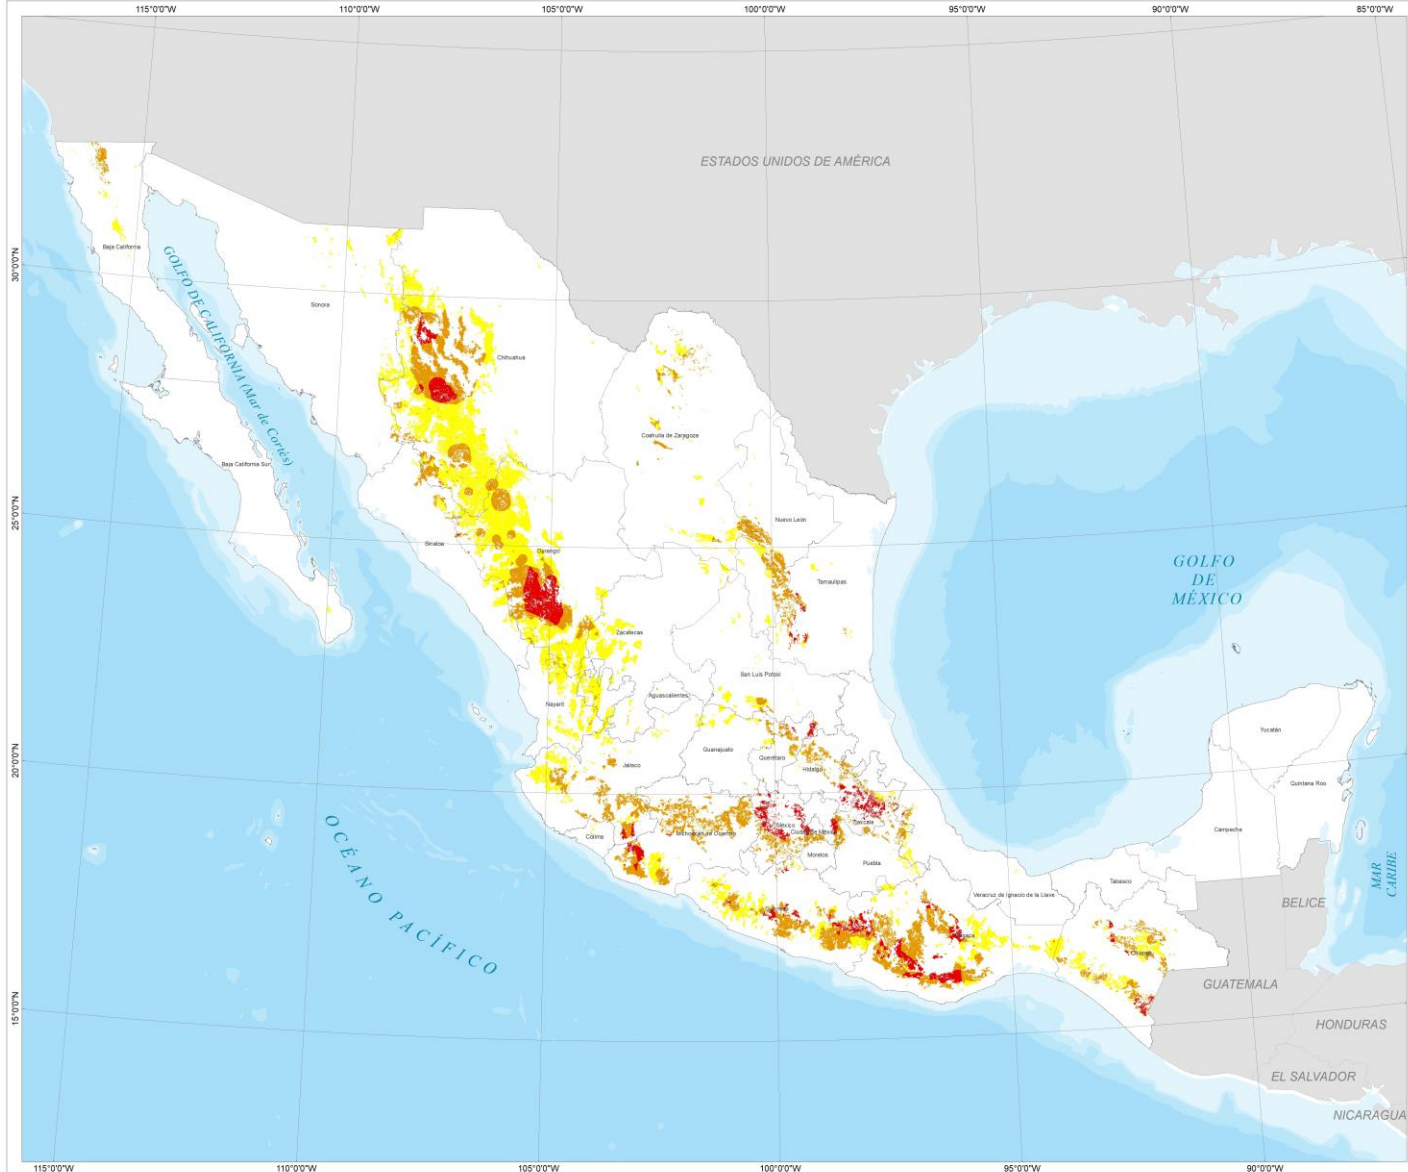 115°0'0"W
110°0'0"W
105°0'0"W
100°0'0"W
95°0'0"W
90°0'0"W
85°0'0"W
ESTADOS UNIDOS DE AMÉRICA
30°0'0"N
Baja California
GOLFO DE CALIFORNIA (Mar de Cortés)
Sonora
Chihuahua
Coahuila de Zaragoza
Baja California Sur
25°0'0"N
Nuevo León
Sinaloa
Durango
Tamaulipas
GOLFO
DE
MÉXICO
Zacatecas
San Luis Potosí
Aguascalientes
Nayarit
Yucatán
20°0'0"N
Guanajuato
Querétaro
Hidalgo
Jalisco
Quintana Roo
OCÉANO PACÍFICO
Colima
Michoacán de Ocampo
México
Ciudad de México
Tlaxcala
Campeche
Morelos
Puebla
MAR
CARIBE
Tabasco
Veracruz de Ignacio de la Llave
BELICE
Oaxaca
Chiapas
GUATEMALA
15°0'0"N
HONDURAS
EL SALVADOR
NICARAGUA
115°0'0"W
110°0'0"W
105°0'0"W
100°0'0"W
95°0'0"W
90°0'0"W